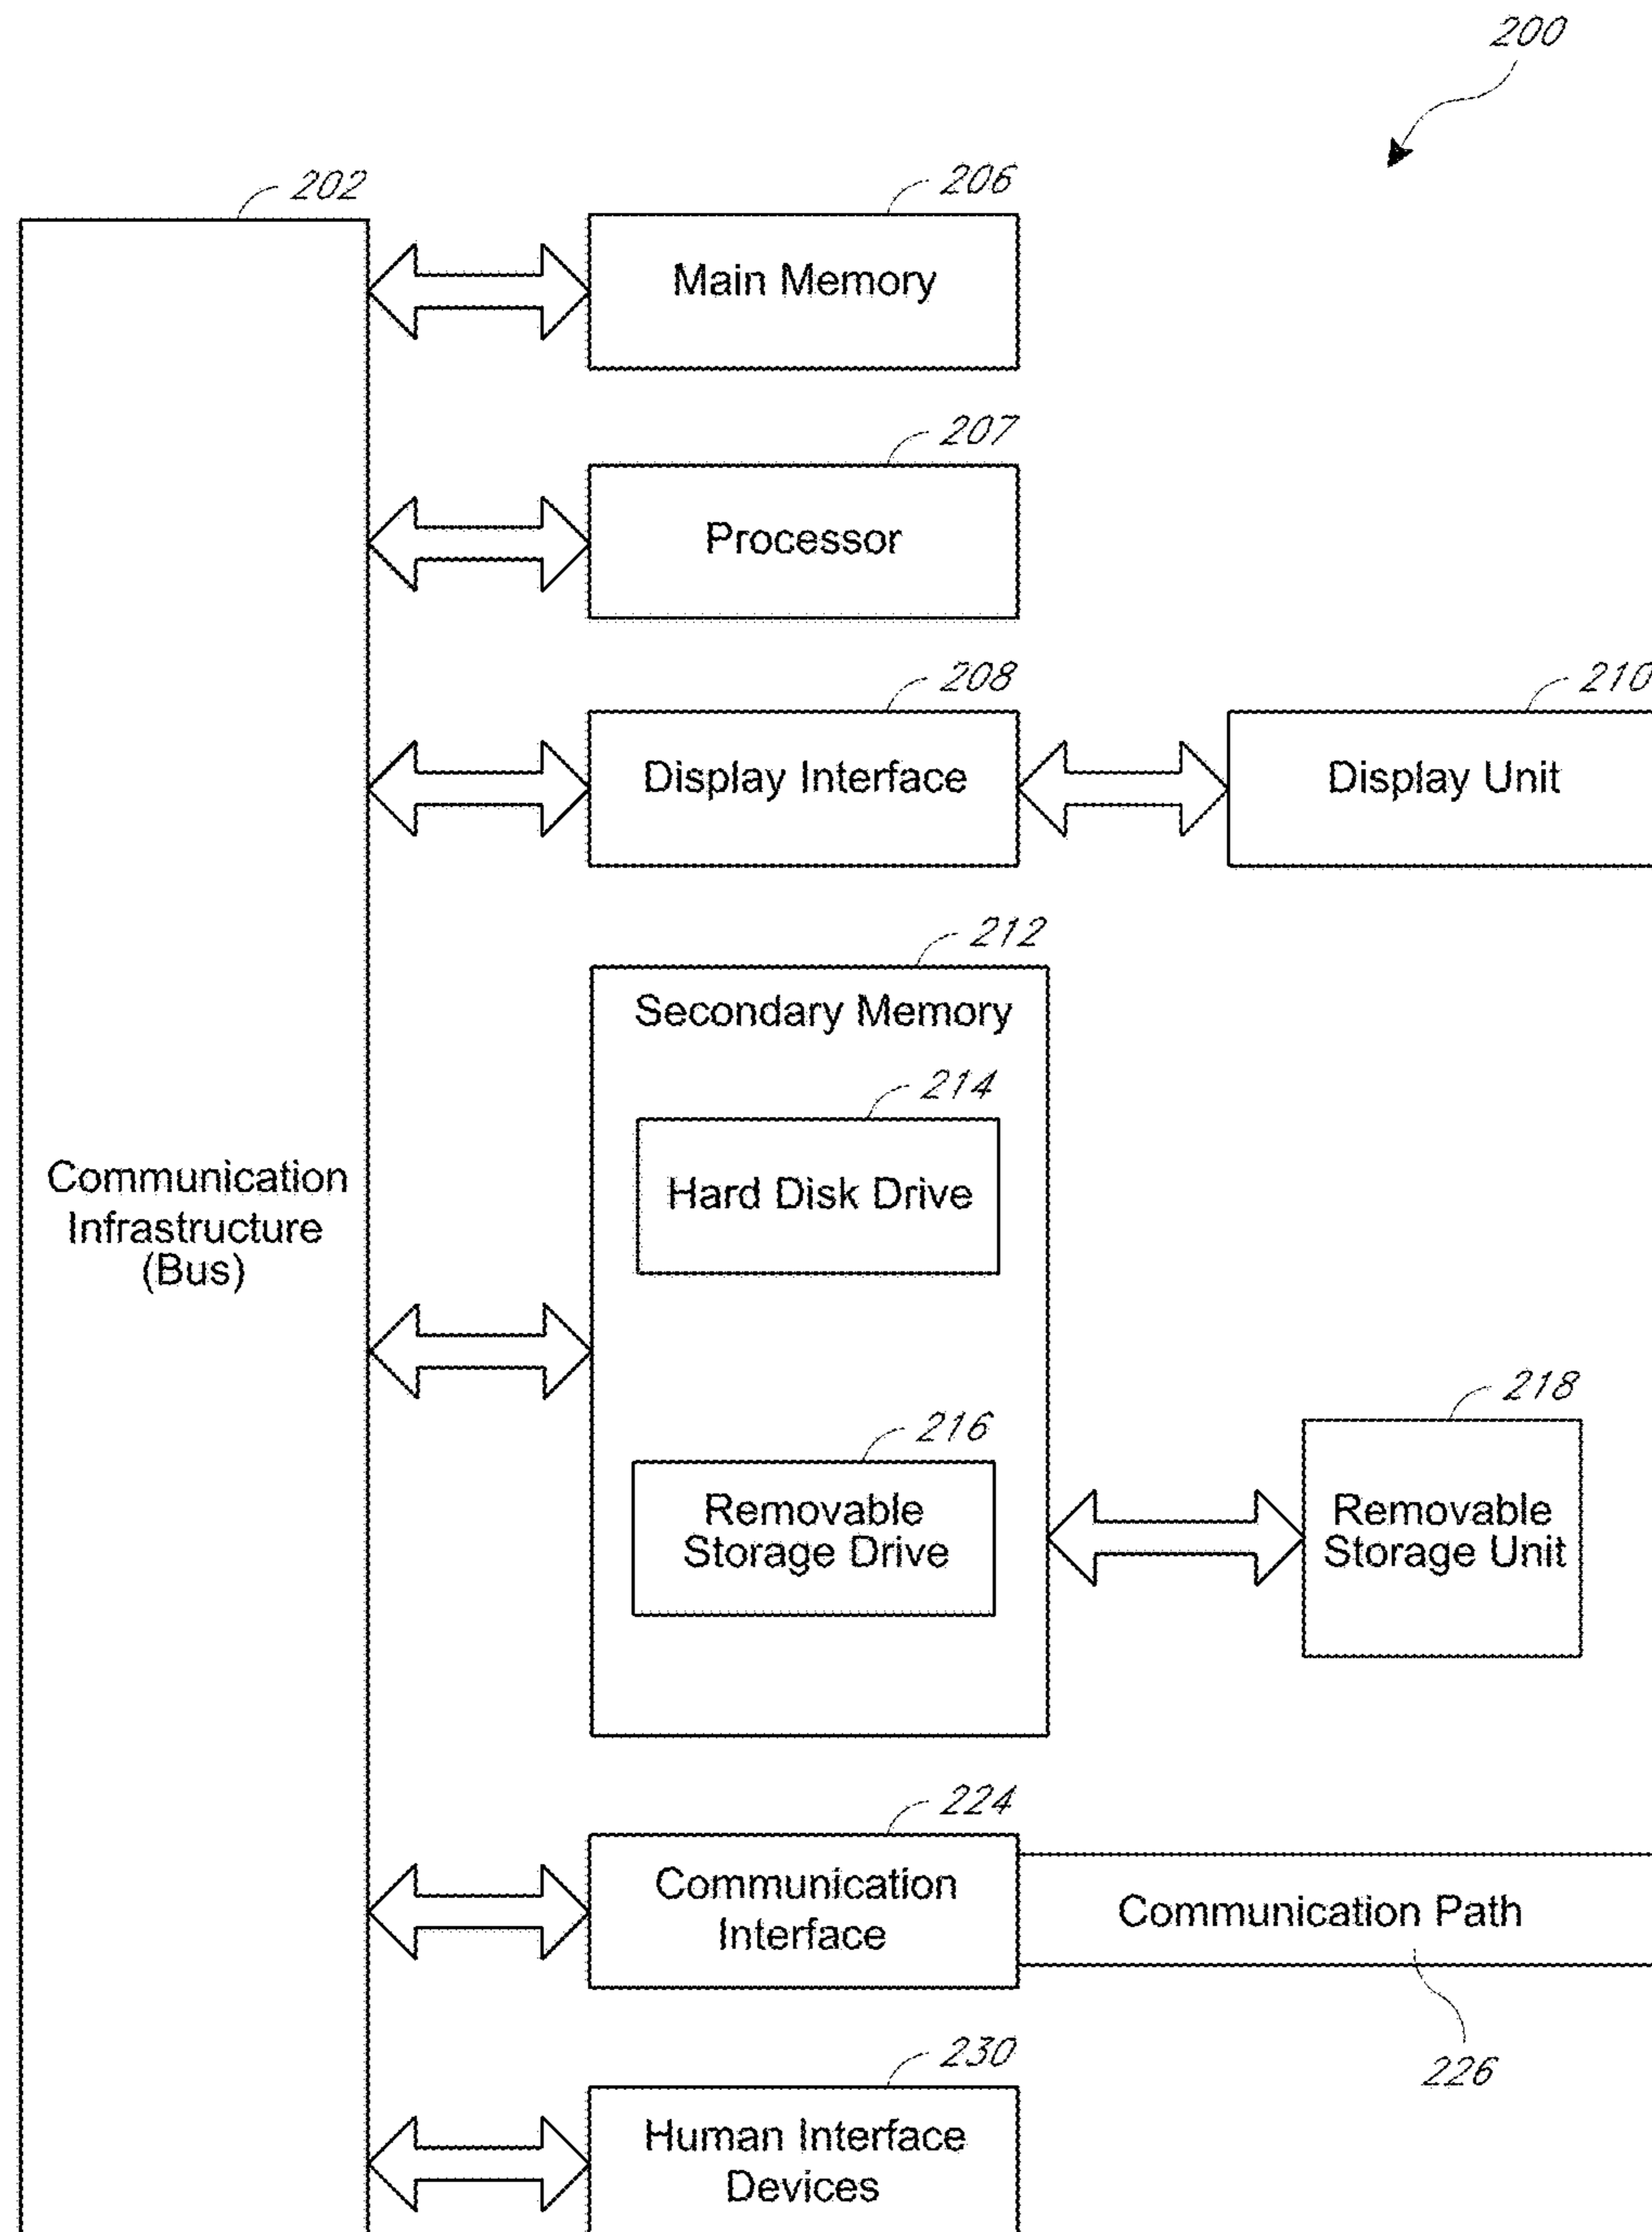 200
202
206
Main Memory
207
Processor
208
Display Interface
210
Display Unit
212
Secondary Memory
214
Hard Disk Drive
Communication
Infrastructure
(Bus)
216
Removable
Storage Drive
218
Removable
Storage Unit
224
Communication
Interface
Communication Path
226
230
Human Interface
Devices